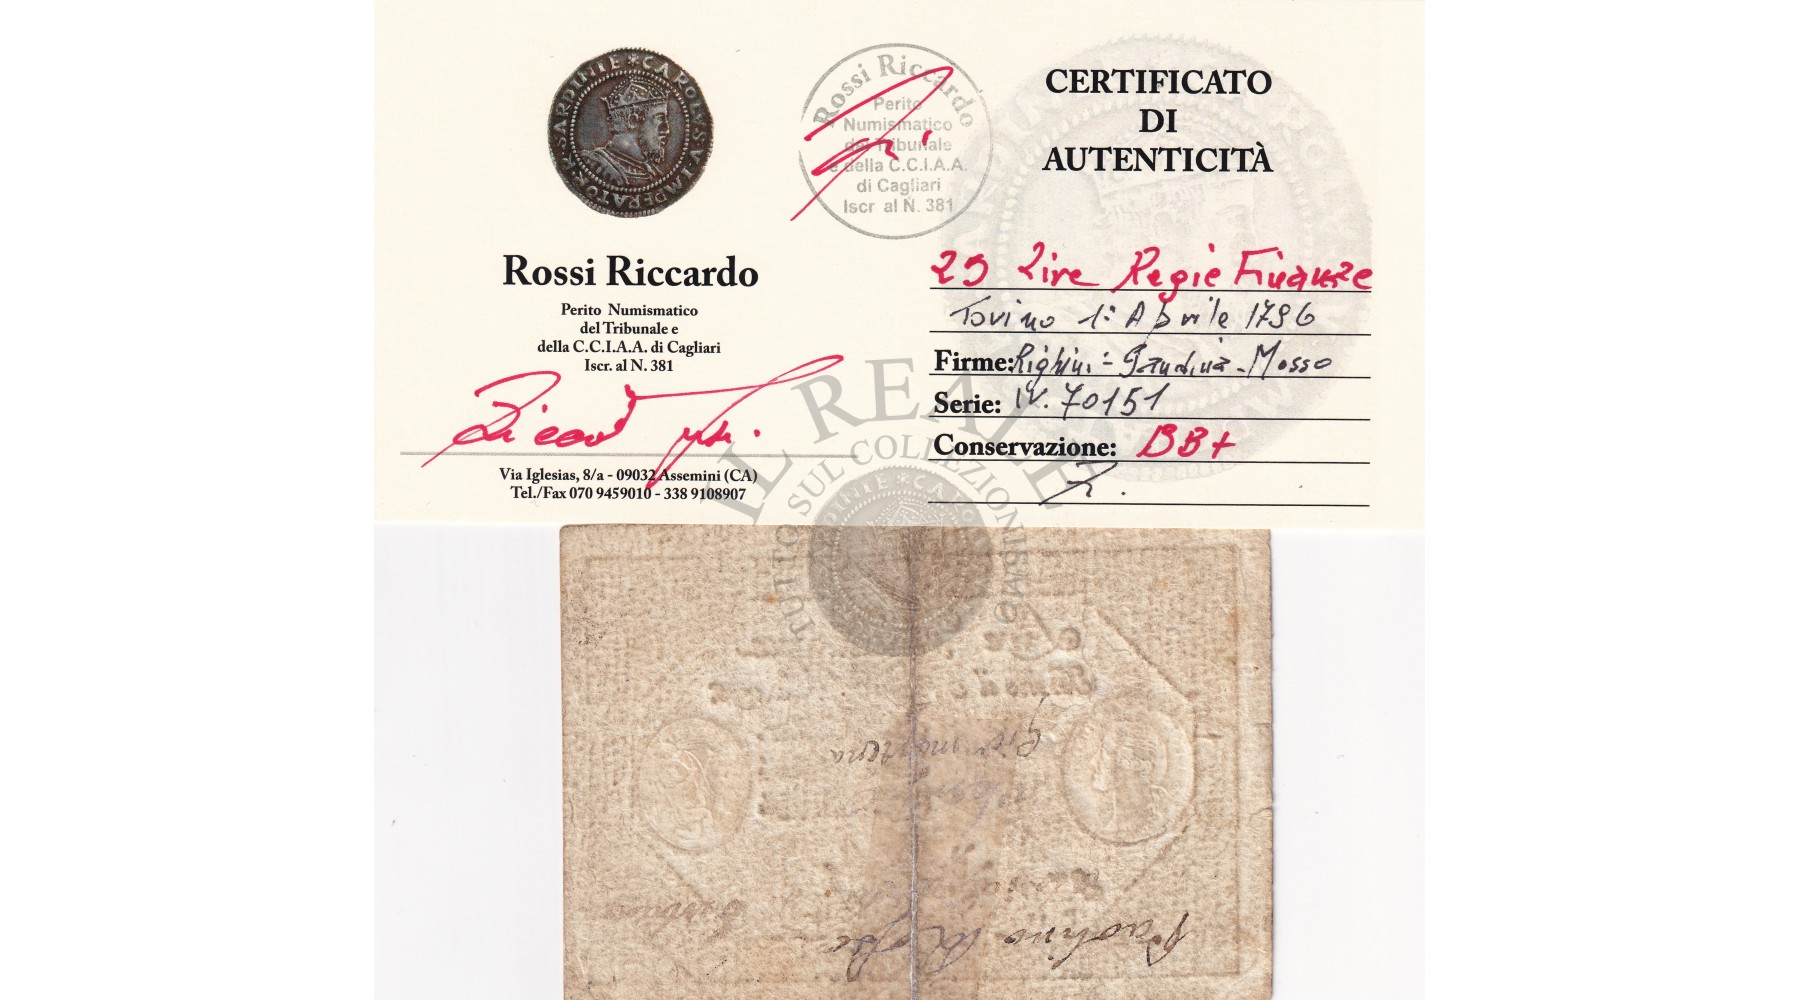 SARDINIE * CAROLVS V IMPERATOR R
Rossi Riccardo
Perito Numismatico
del Tribunale e
della C.C.I.A.A. di Cagliari
Iscr. al N. 381
Via Iglesias, 8/a - 09032 Assemini (CA)
Tel./Fax 070 9459010 - 338 9108907
Rossi Riccardo
Perito
Numismatico
del Tribunale
e della C.C.I.A.A.
di Cagliari
Iscr al N. 381
CERTIFICATO
DI
AUTENTICITÀ
25 Lire Regie Finanze
Torino 1° Aprile 1796
Firme: Righini - Gandina - Mosso
Serie: N. 70151
Conservazione: BB+
IL REALE
TUTTO SUL COLLEZIONISMO